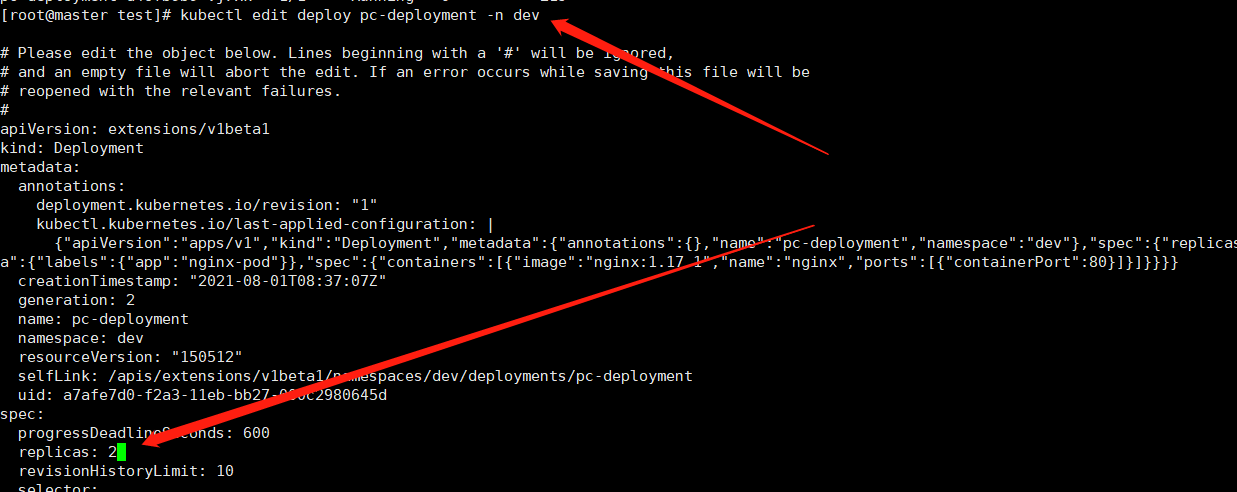 [root@master test]# kubectl edit deploy pc-deployment -n dev
# Please edit the object below. Lines beginning with a '#' will be ignored,
# and an empty file will abort the edit. If an error occurs while saving this file will be
# reopened with the relevant failures.
#
apiVersion: extensions/v1beta1
kind: Deployment
metadata:
  annotations:
    deployment.kubernetes.io/revision: "1"
    kubectl.kubernetes.io/last-applied-configuration: |
      {"apiVersion":"apps/v1","kind":"Deployment","metadata":{"annotations":{},"name":"pc-deployment","namespace":"dev"},"spec":{"replicas
a":{"labels":{"app":"nginx-pod"}},"spec":{"containers":[{"image":"nginx:1.17.1","name":"nginx","ports":[{"containerPort":80}]}]}}}}
  creationTimestamp: "2021-08-01T08:37:07Z"
  generation: 2
  name: pc-deployment
  namespace: dev
  resourceVersion: "150512"
  selfLink: /apis/extensions/v1beta1/namespaces/dev/deployments/pc-deployment
  uid: a7afe7d0-f2a3-11eb-bb27-000c2980645d
spec:
  progressDeadlineSeconds: 600
  replicas: 2
  revisionHistoryLimit: 10
  selector: